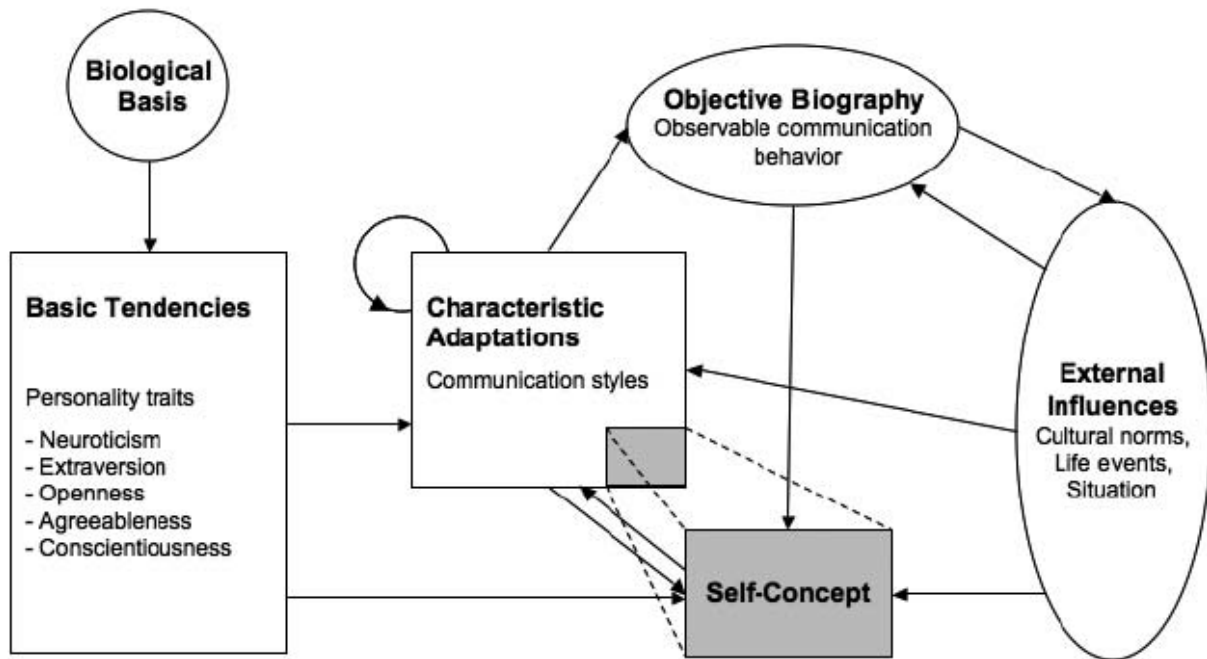 Biological
Basis
Objective Biography
Observable communication
behavior
Basic Tendencies
Personality traits
- Neuroticism
- Extraversion
- Openness
- Agreeableness
- Conscientiousness
Characteristic
Adaptations
Communication styles
External
Influences
Cultural norms,
Life events,
Situation
Self-Concept